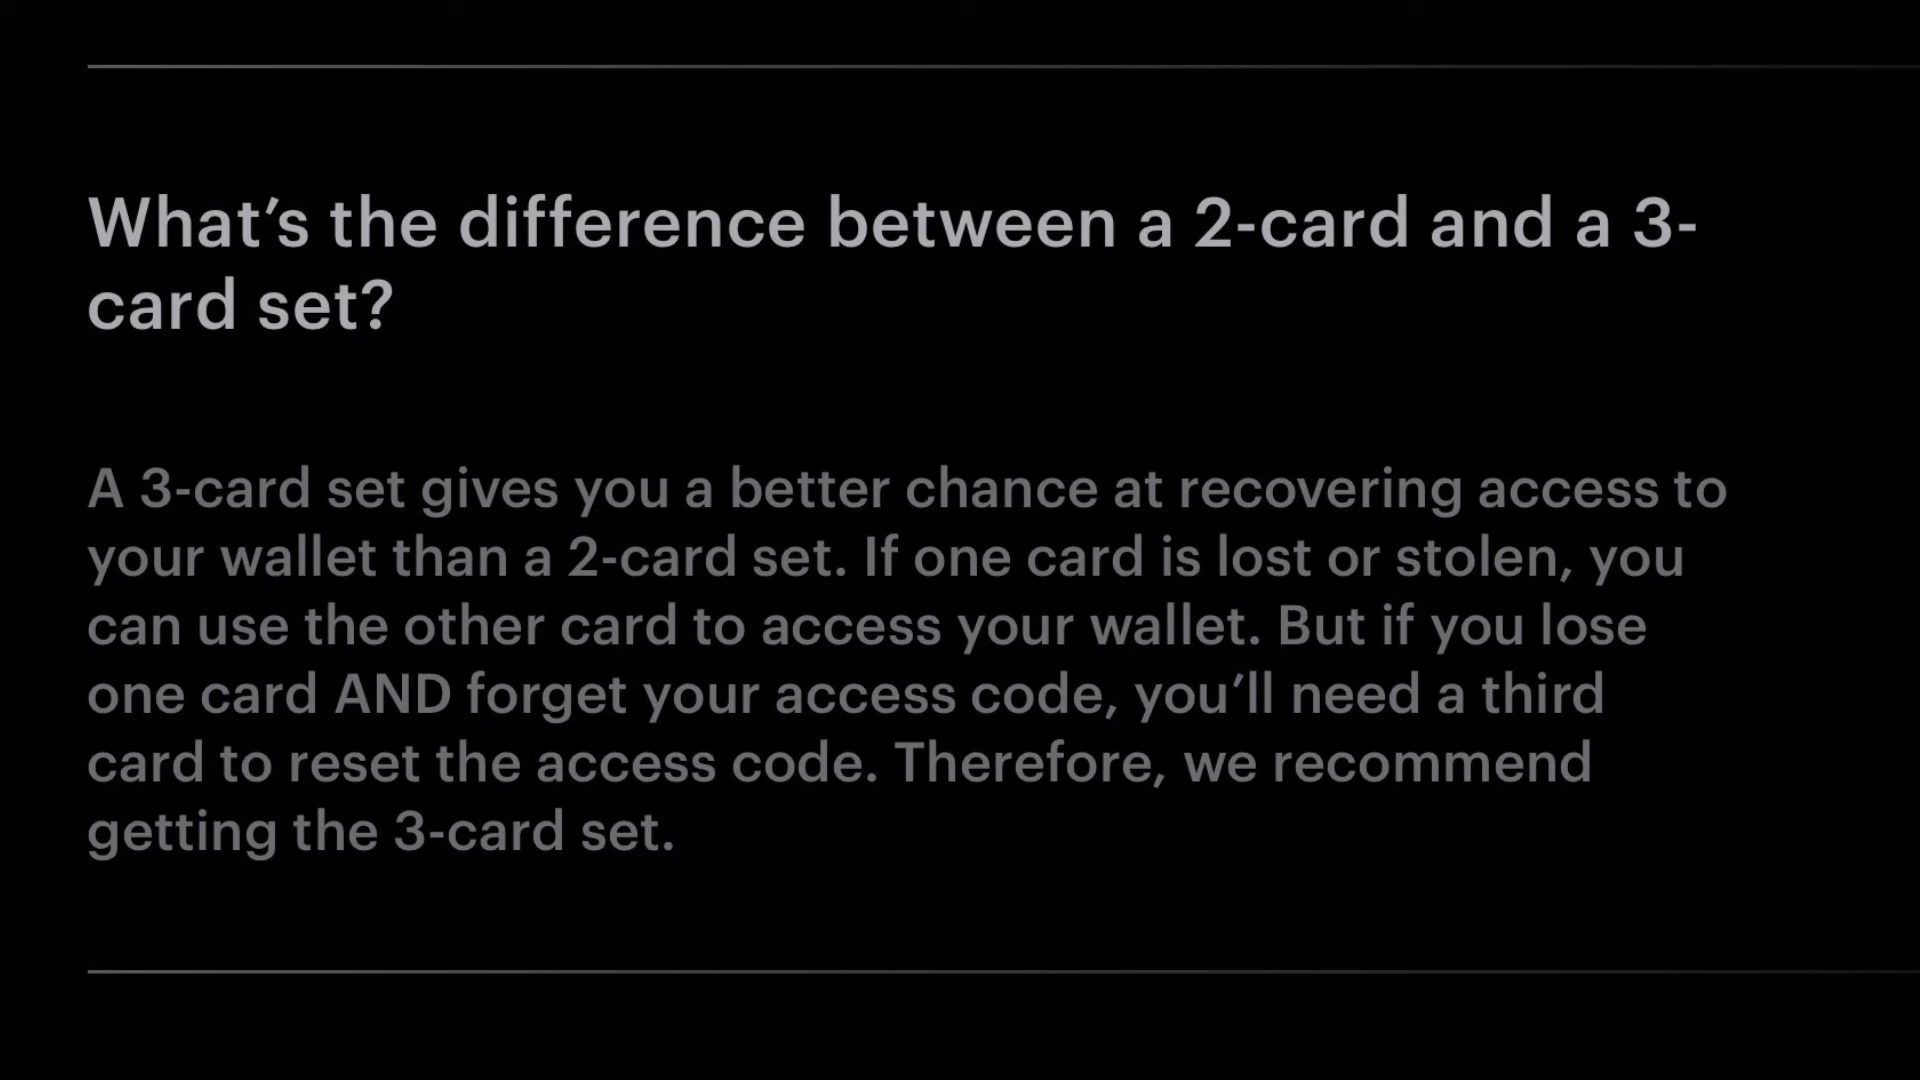 What’s the difference between a 2-card and a 3-
card set?
A 3-card set gives you a better chance at recovering access to
your wallet than a 2-card set. If one card is lost or stolen, you
can use the other card to access your wallet. But if you lose
one card AND forget your access code, you’ll need a third
card to reset the access code. Therefore, we recommend
getting the 3-card set.